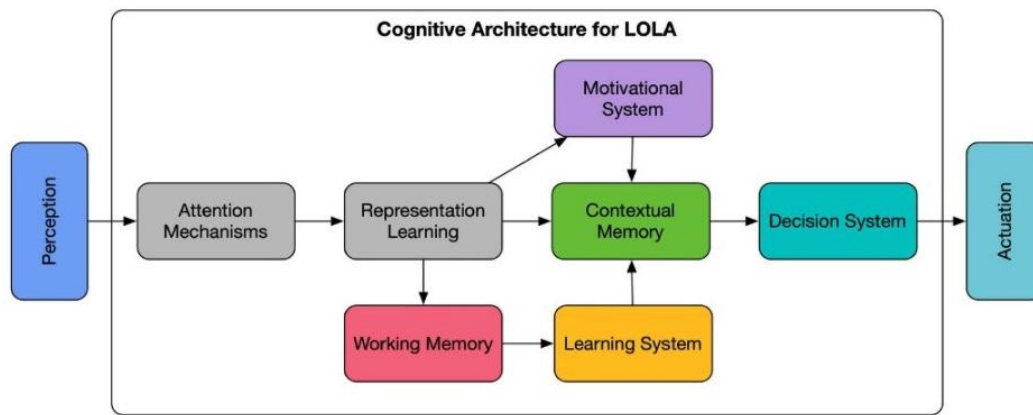 Cognitive Architecture for LOLA
Motivational
System
Perception
Attention
Mechanisms
Representation
Learning
Contextual
Memory
Decision System
Actuation
Working Memory
Learning System